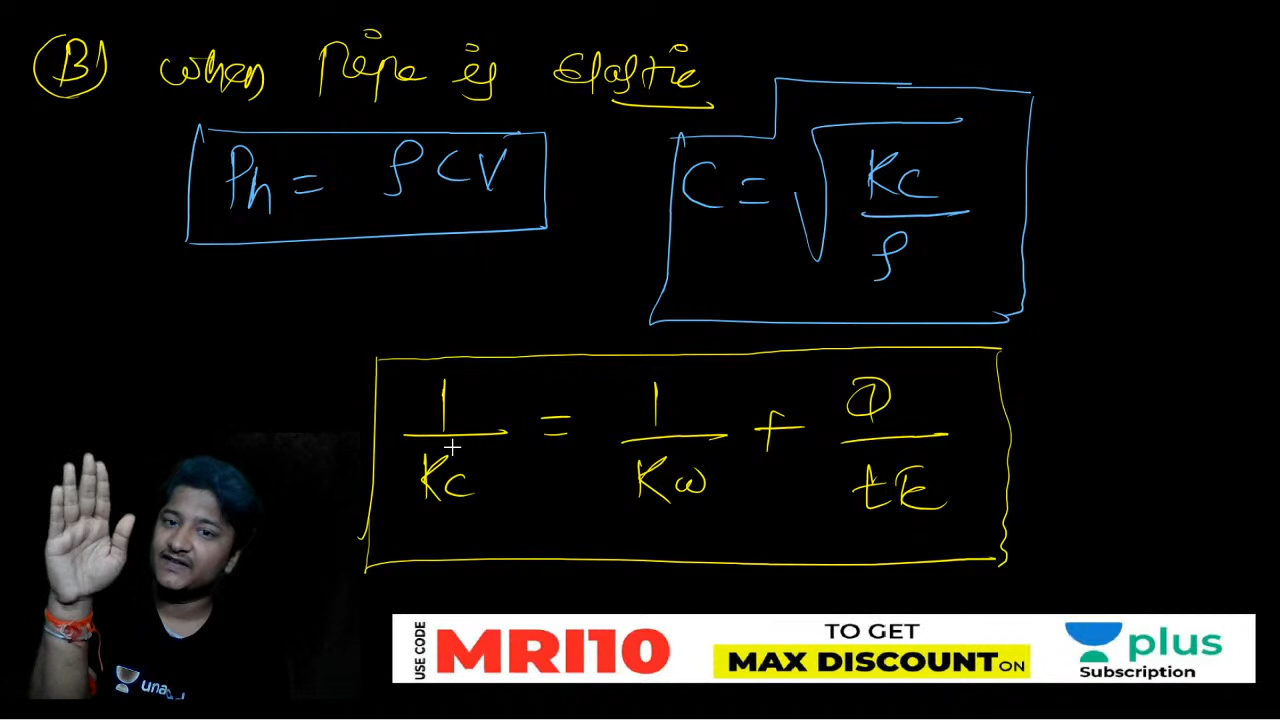 (B) When Pipe is Elastic
Ph = ρ C V
C = √(Kc / ρ)
1 / Kc = 1 / Kω + D / tE
USE CODE MRI10 TO GET MAX DISCOUNT ON plus Subscription
una